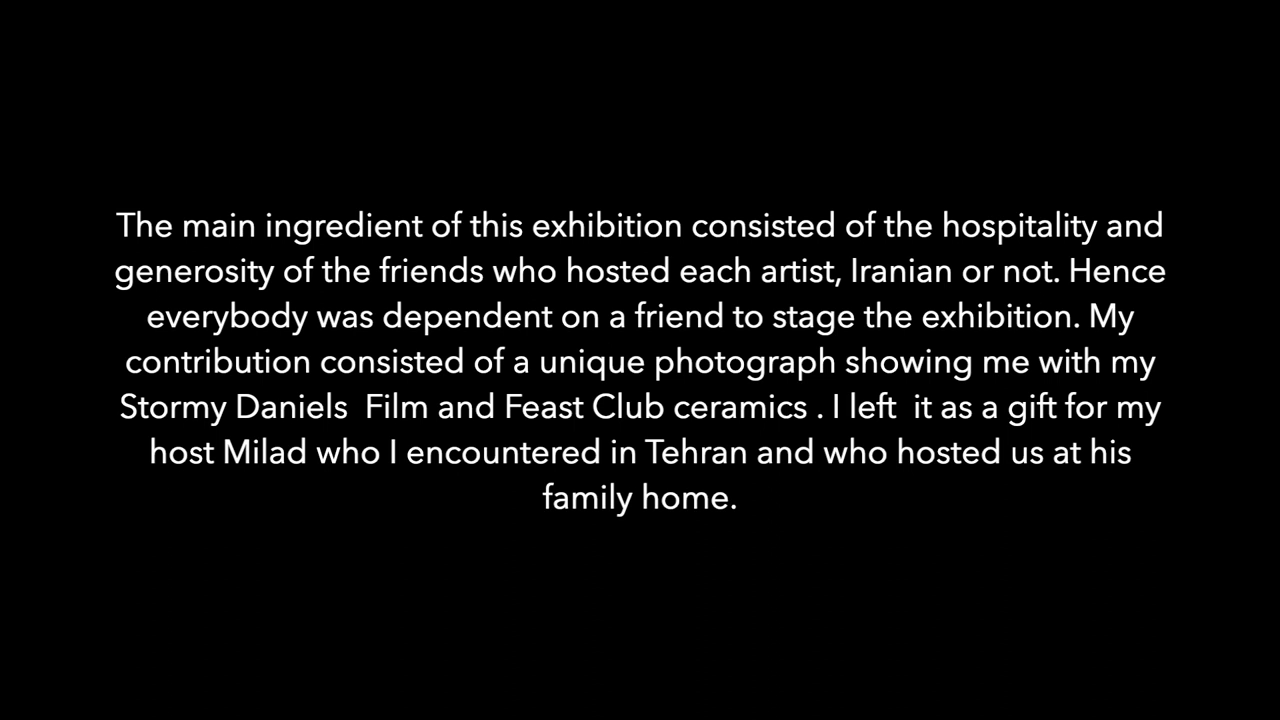 The main ingredient of this exhibition consisted of the hospitality and
generosity of the friends who hosted each artist, Iranian or not. Hence
everybody was dependent on a friend to stage the exhibition. My
contribution consisted of a unique photograph showing me with my
Stormy Daniels  Film and Feast Club ceramics . I left  it as a gift for my
host Milad who I encountered in Tehran and who hosted us at his
family home.